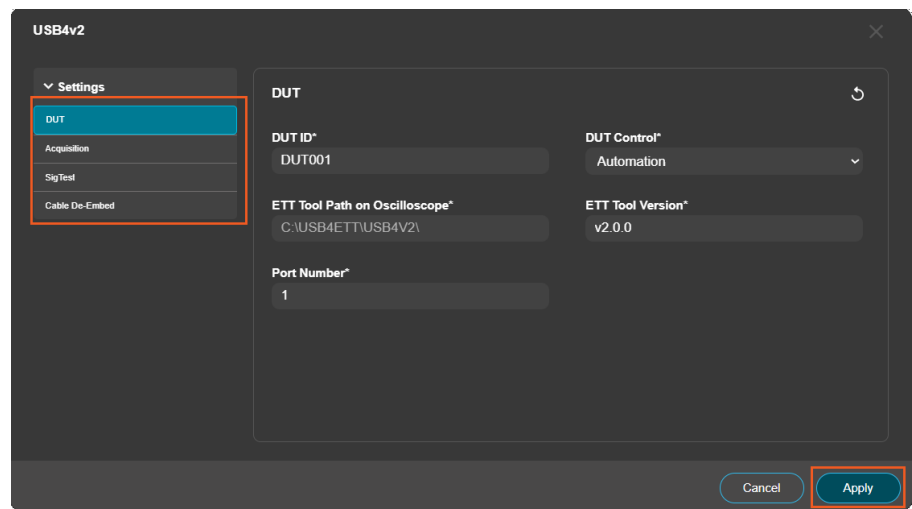 USB4v2
Settings
DUT
Acquisition
SigTest
Cable De-Embed
DUT
DUT ID*
DUT Control*
DUT001
Automation
ETT Tool Path on Oscilloscope*
ETT Tool Version*
C:\USB4ETT\USB4V2\
v2.0.0
Port Number*
1
Cancel
Apply